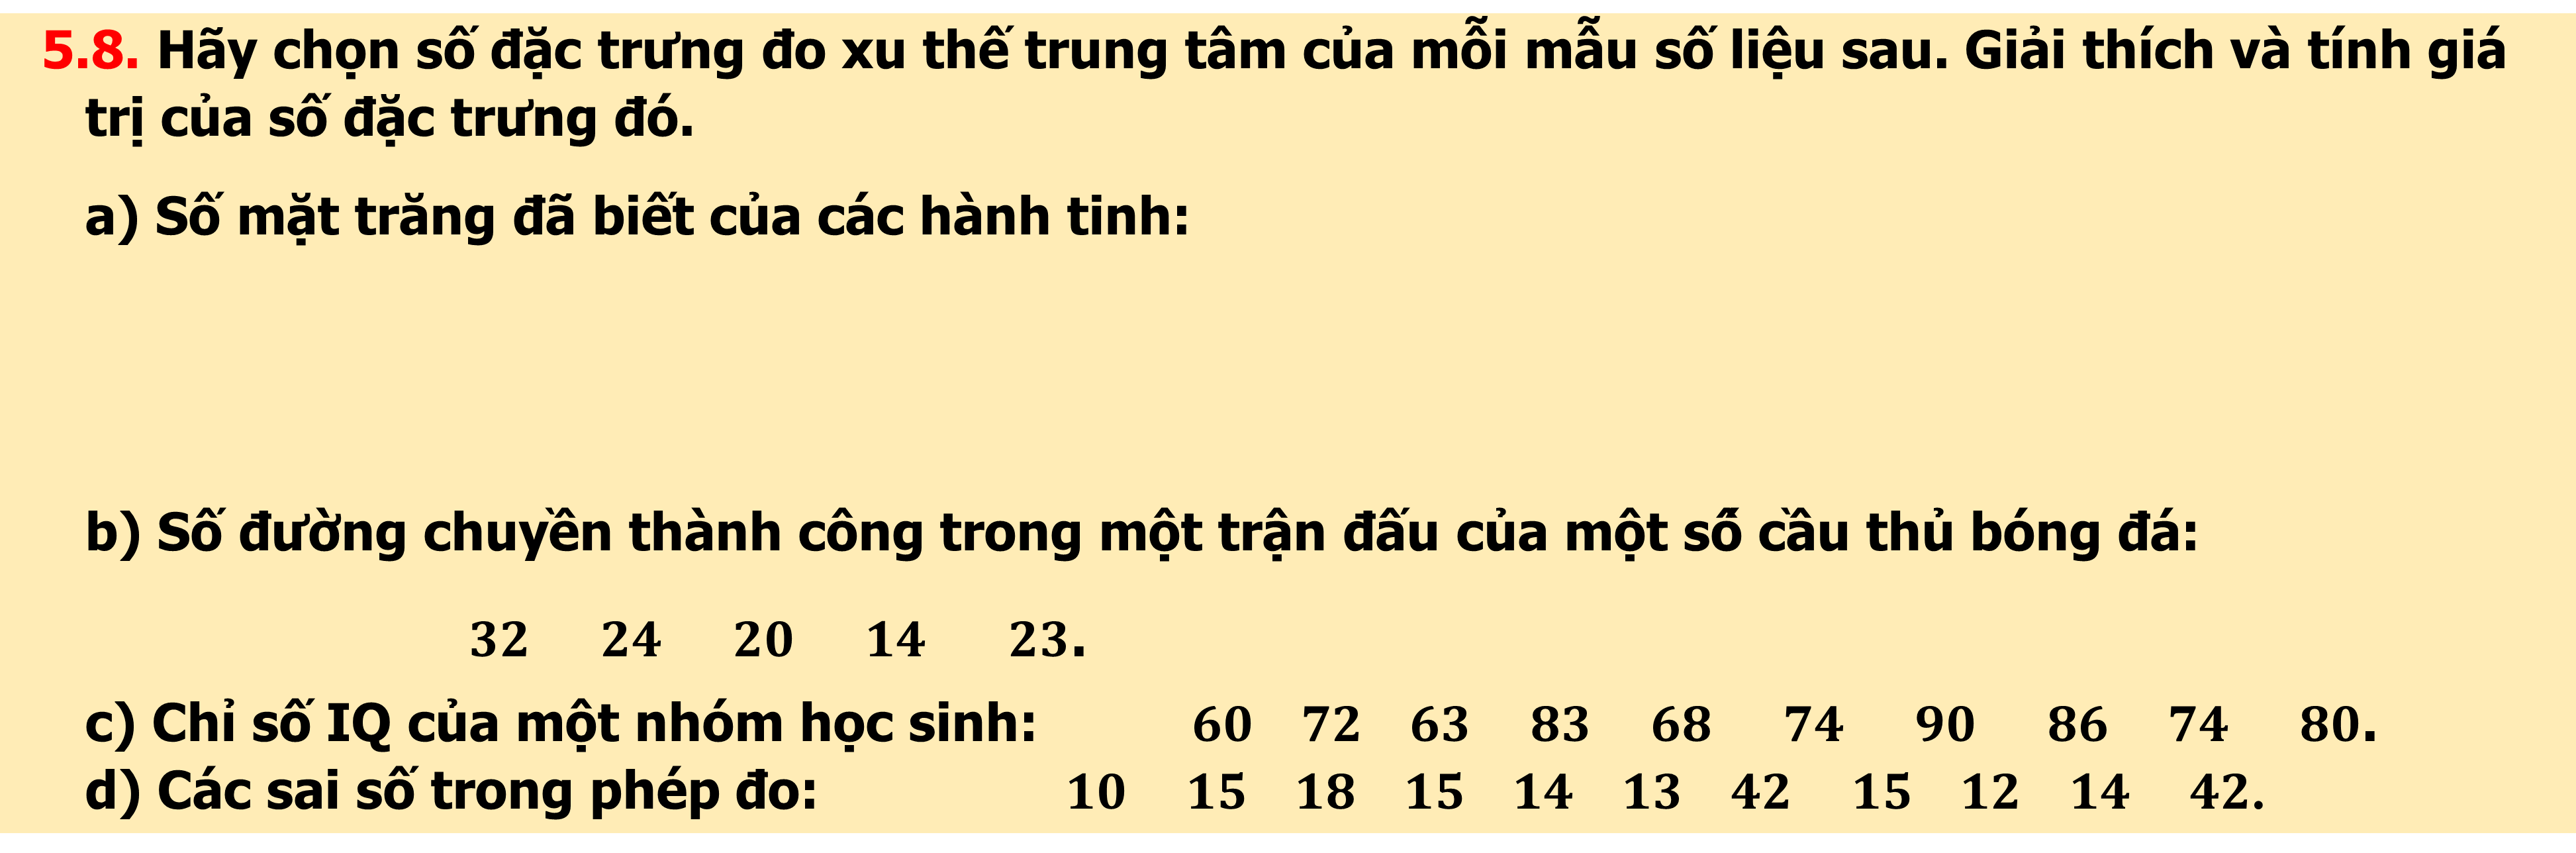 5.8. Hãy chọn số đặc trưng đo xu thế trung tâm của mỗi mẫu số liệu sau. Giải thích và tính giá
trị của số đặc trưng đó.
a) Số mặt trăng đã biết của các hành tinh:
b) Số đường chuyền thành công trong một trận đấu của một số cầu thủ bóng đá:
32 24 20 14 23.
c) Chỉ số IQ của một nhóm học sinh: 60 72 63 83 68 74 90 86 74 80.
d) Các sai số trong phép đo: 10 15 18 15 14 13 42 15 12 14 42.